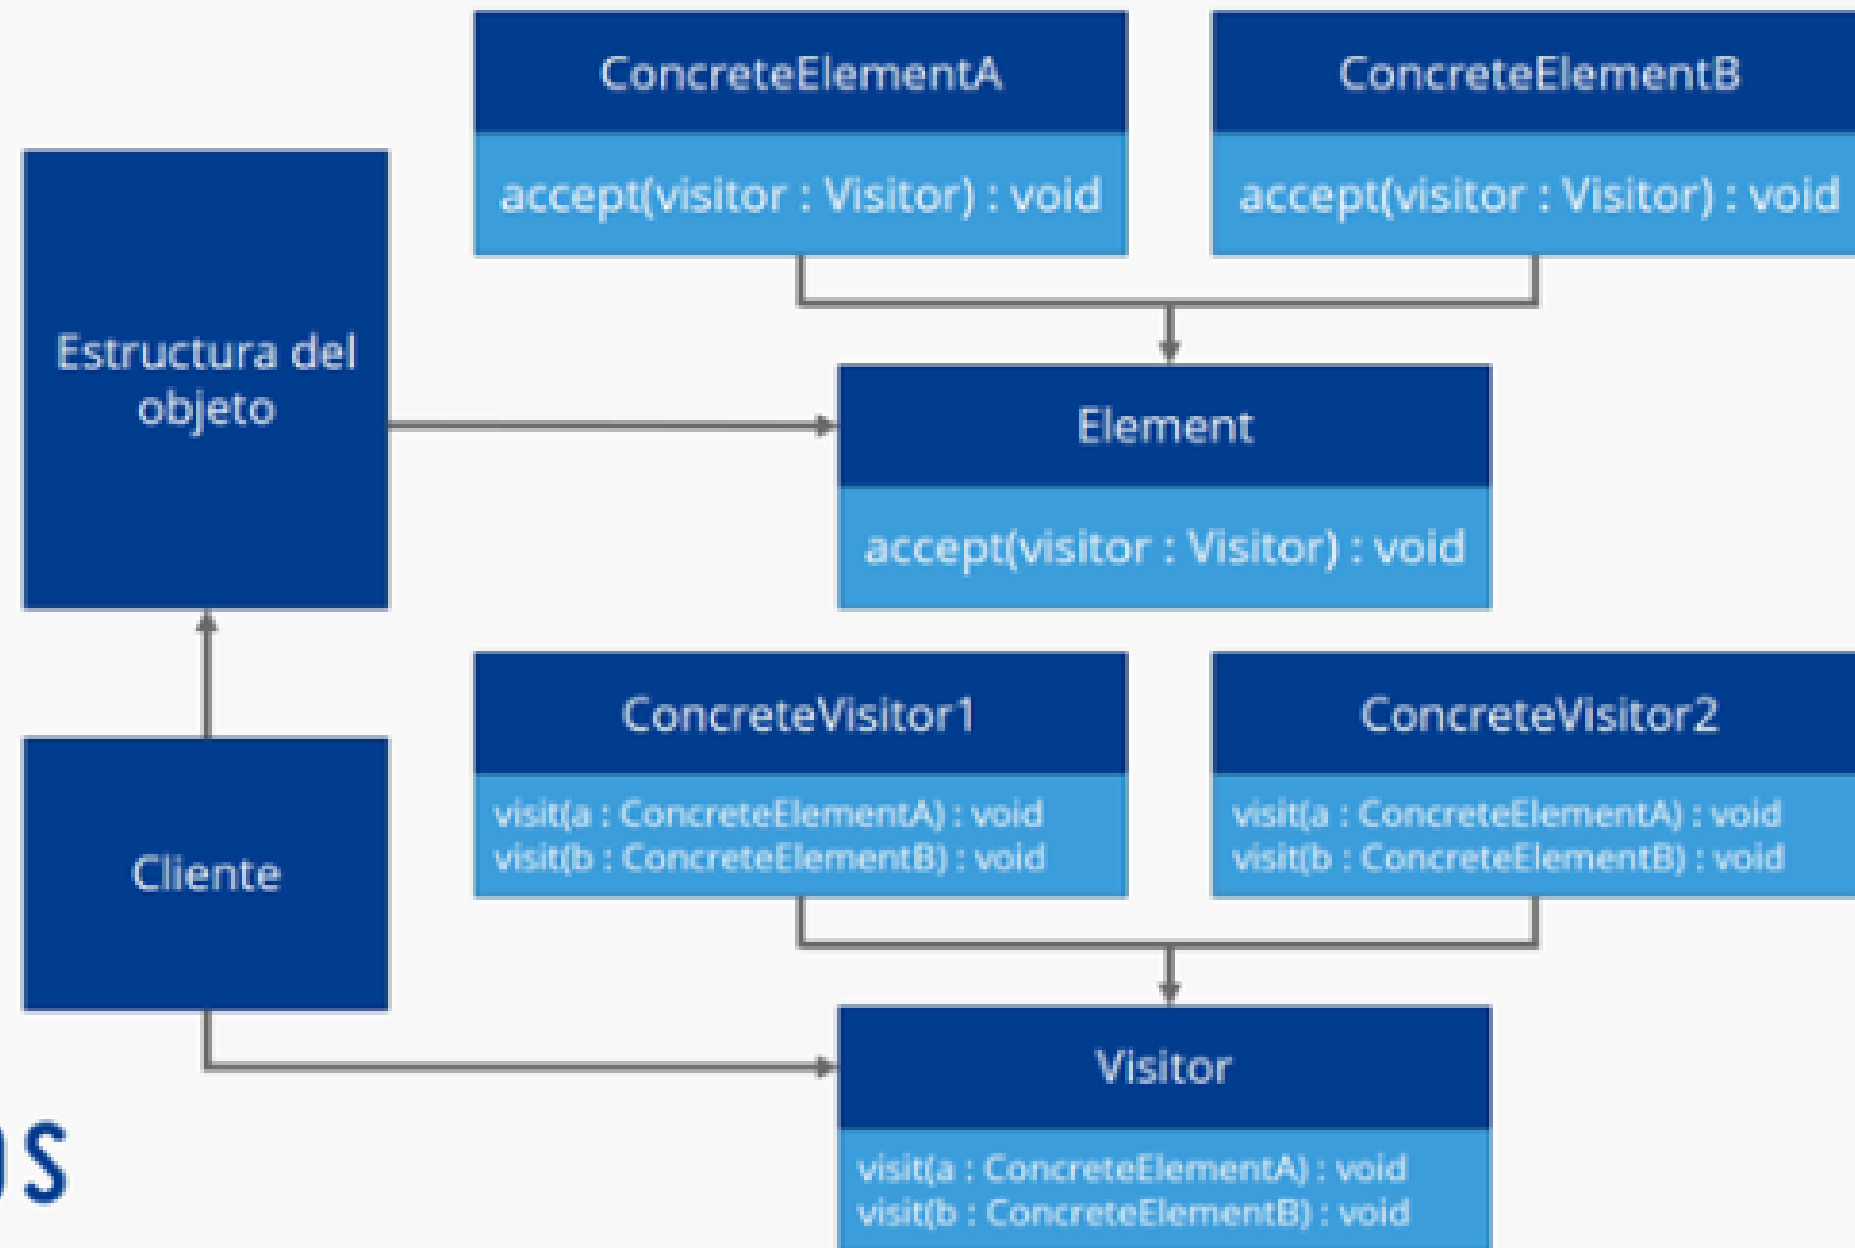 ConcreteElementA
accept(visitor : Visitor) : void
ConcreteElementB
accept(visitor : Visitor) : void
Estructura del
objeto
Element
accept(visitor : Visitor) : void
ConcreteVisitor1
visit(a : ConcreteElementA) : void
visit(b : ConcreteElementB) : void
ConcreteVisitor2
visit(a : ConcreteElementA) : void
visit(b : ConcreteElementB) : void
Cliente
Visitor
visit(a : ConcreteElementA) : void
visit(b : ConcreteElementB) : void